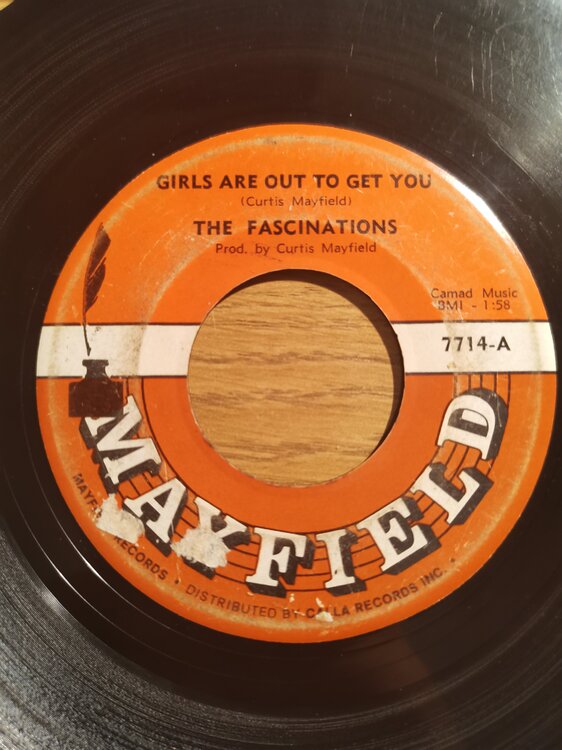 GIRLS ARE OUT TO GET YOU
(Curtis Mayfield)
THE FASCINATIONS
Prod. by Curtis Mayfield
Camad Music
BMI - 1:58
7714-A
MAYFIELD
RECORDS • DISTRIBUTED BY CALLA RECORDS INC.